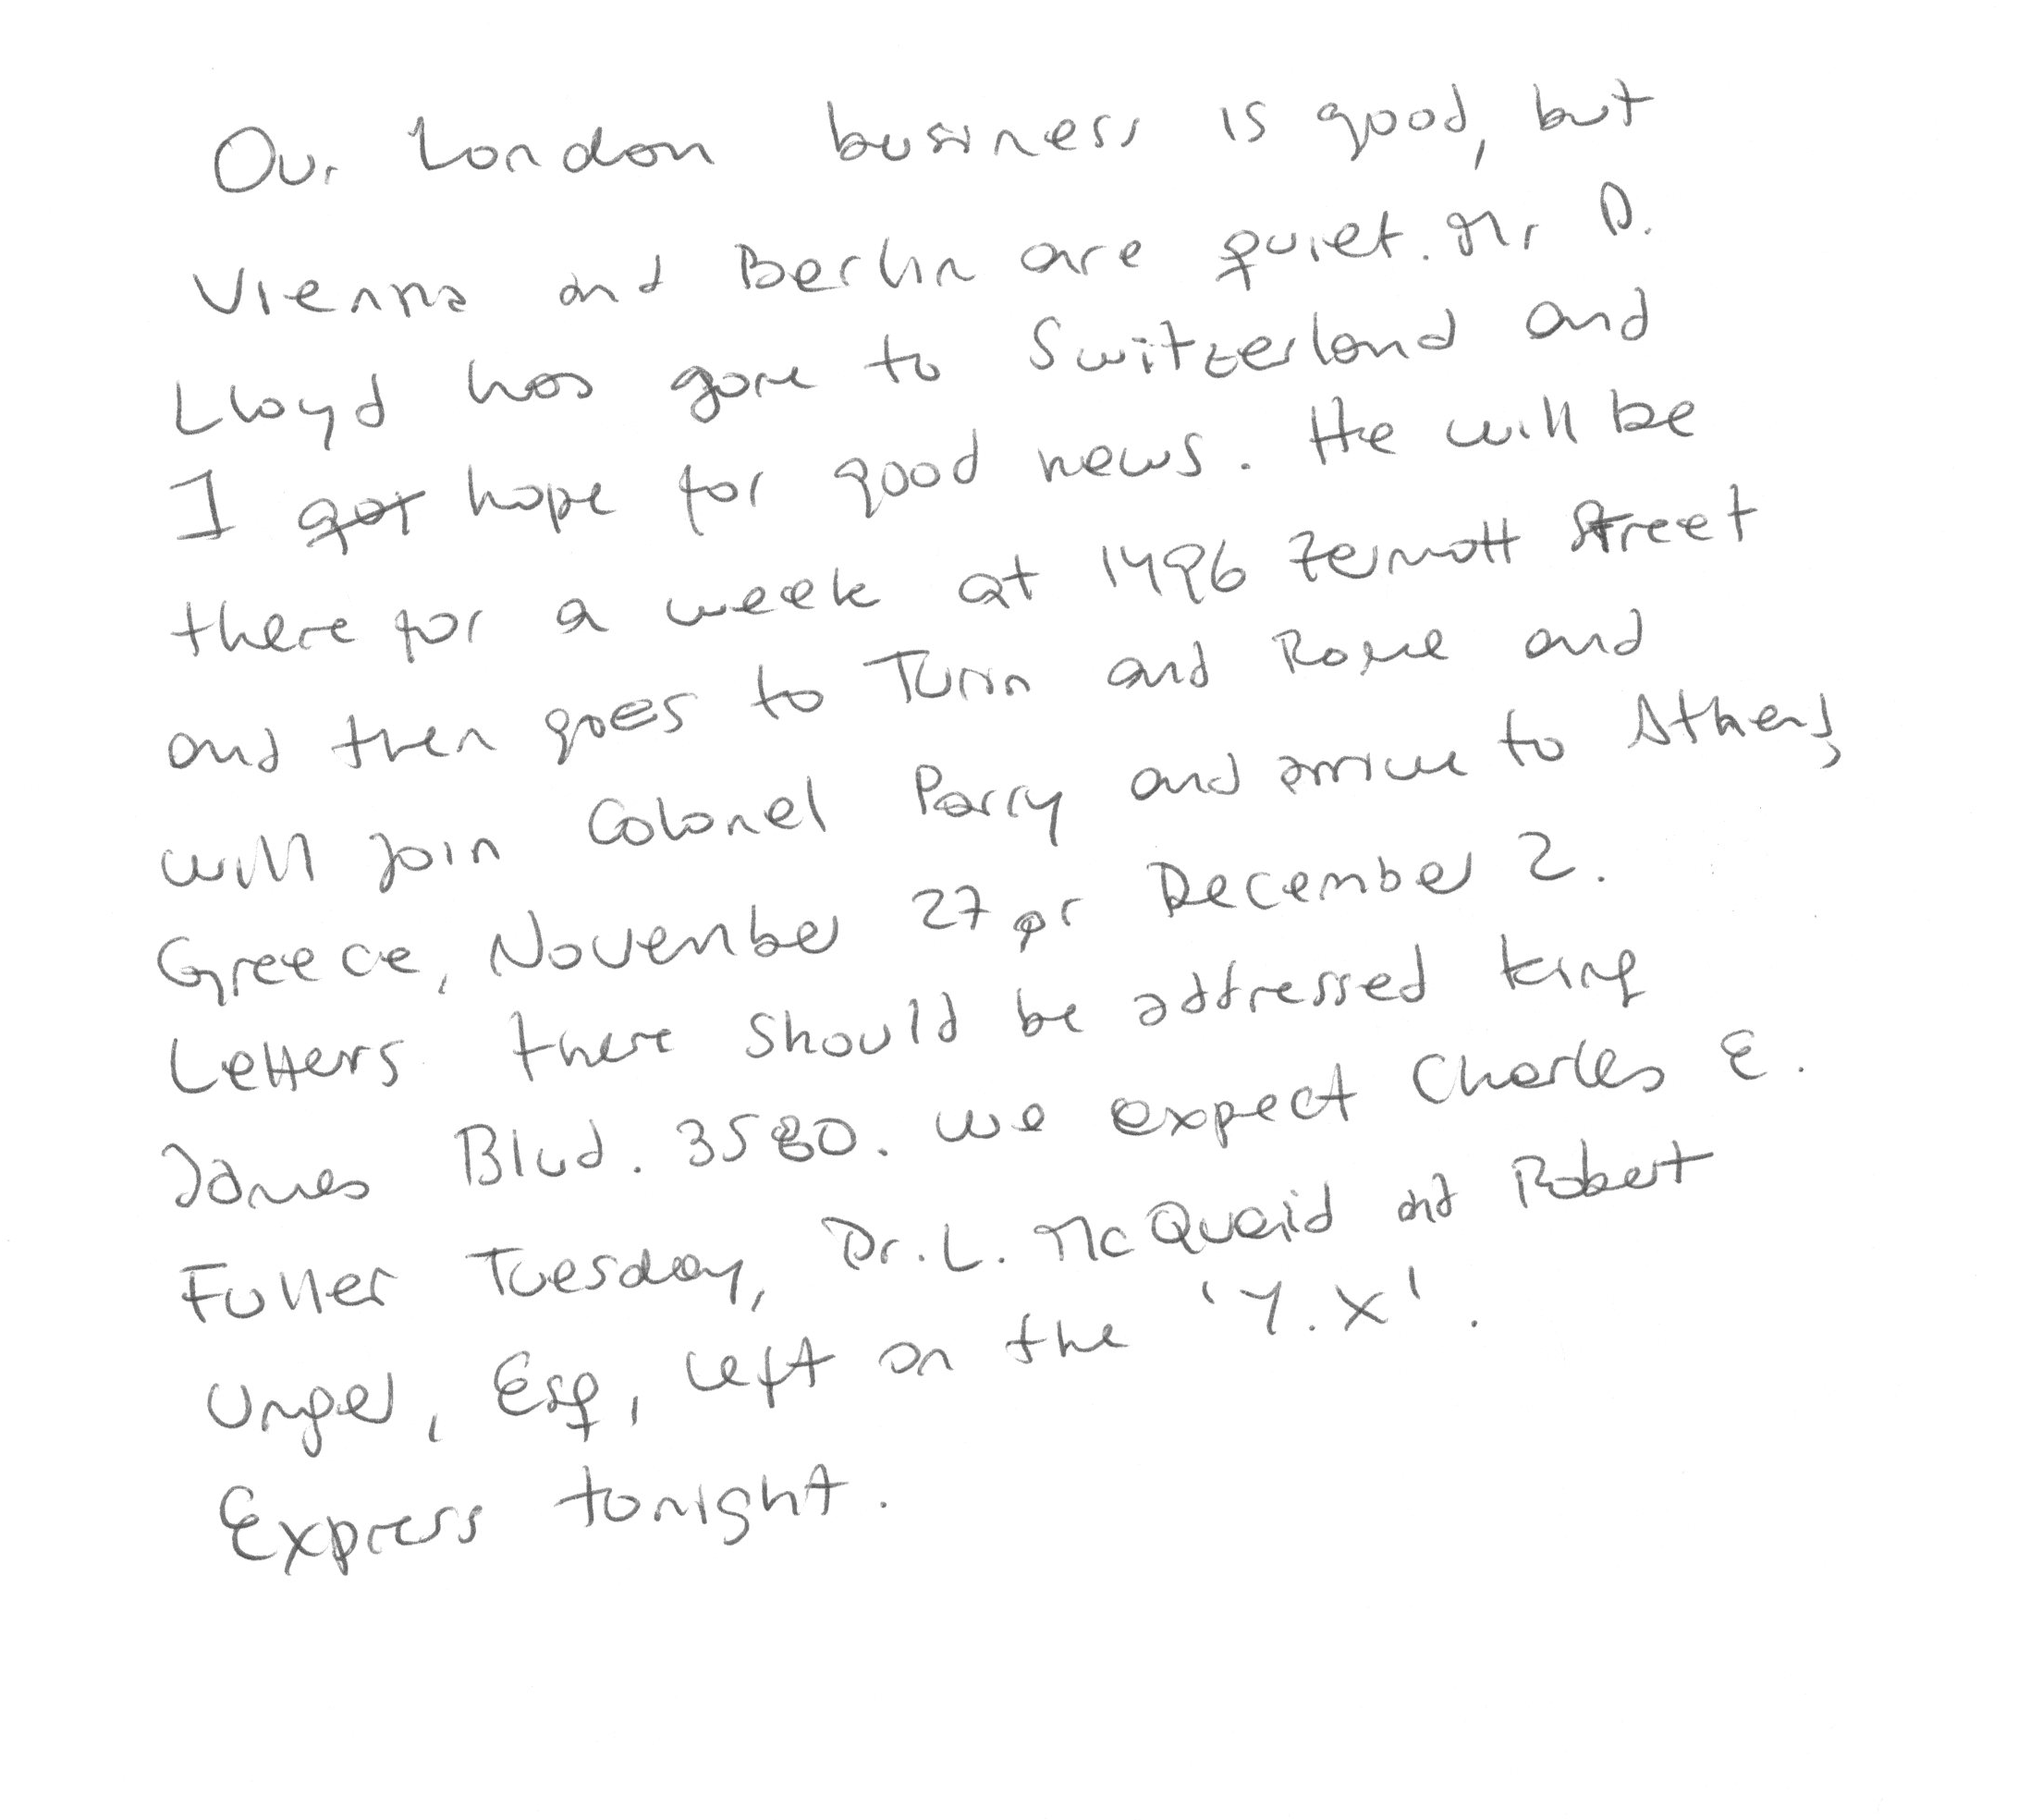 Our London business is good, but
Vienna and Berlin are quiet. Mr D.
Lloyd has gone to Switzerland and
I got hope for good news. He will be
there for a week at 1496 Zermott Street
and then goes to Turin and Rome and
will join Colonel Parry and arrive to Athens,
Greece, November 27 or December 2.
Letters there should be addressed King
James Blvd. 3580. We expect Charles E.
Fuller Tuesday, Dr. L. McQuaid and Robert
Unger, Esq, left on the 'Y.X'.
Express tonight.